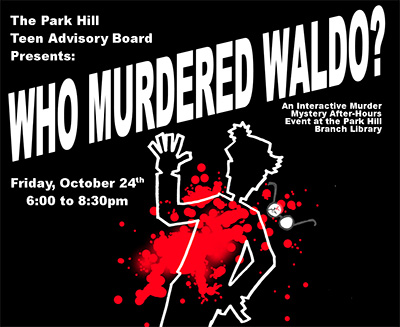 The Park Hill
Teen Advisory Board
Presents:
WHO MURDERED WALDO?
An Interactive Murder
Mystery After-Hours
Event at the Park Hill
Branch Library
Friday, October 24th
6:00 to 8:30pm